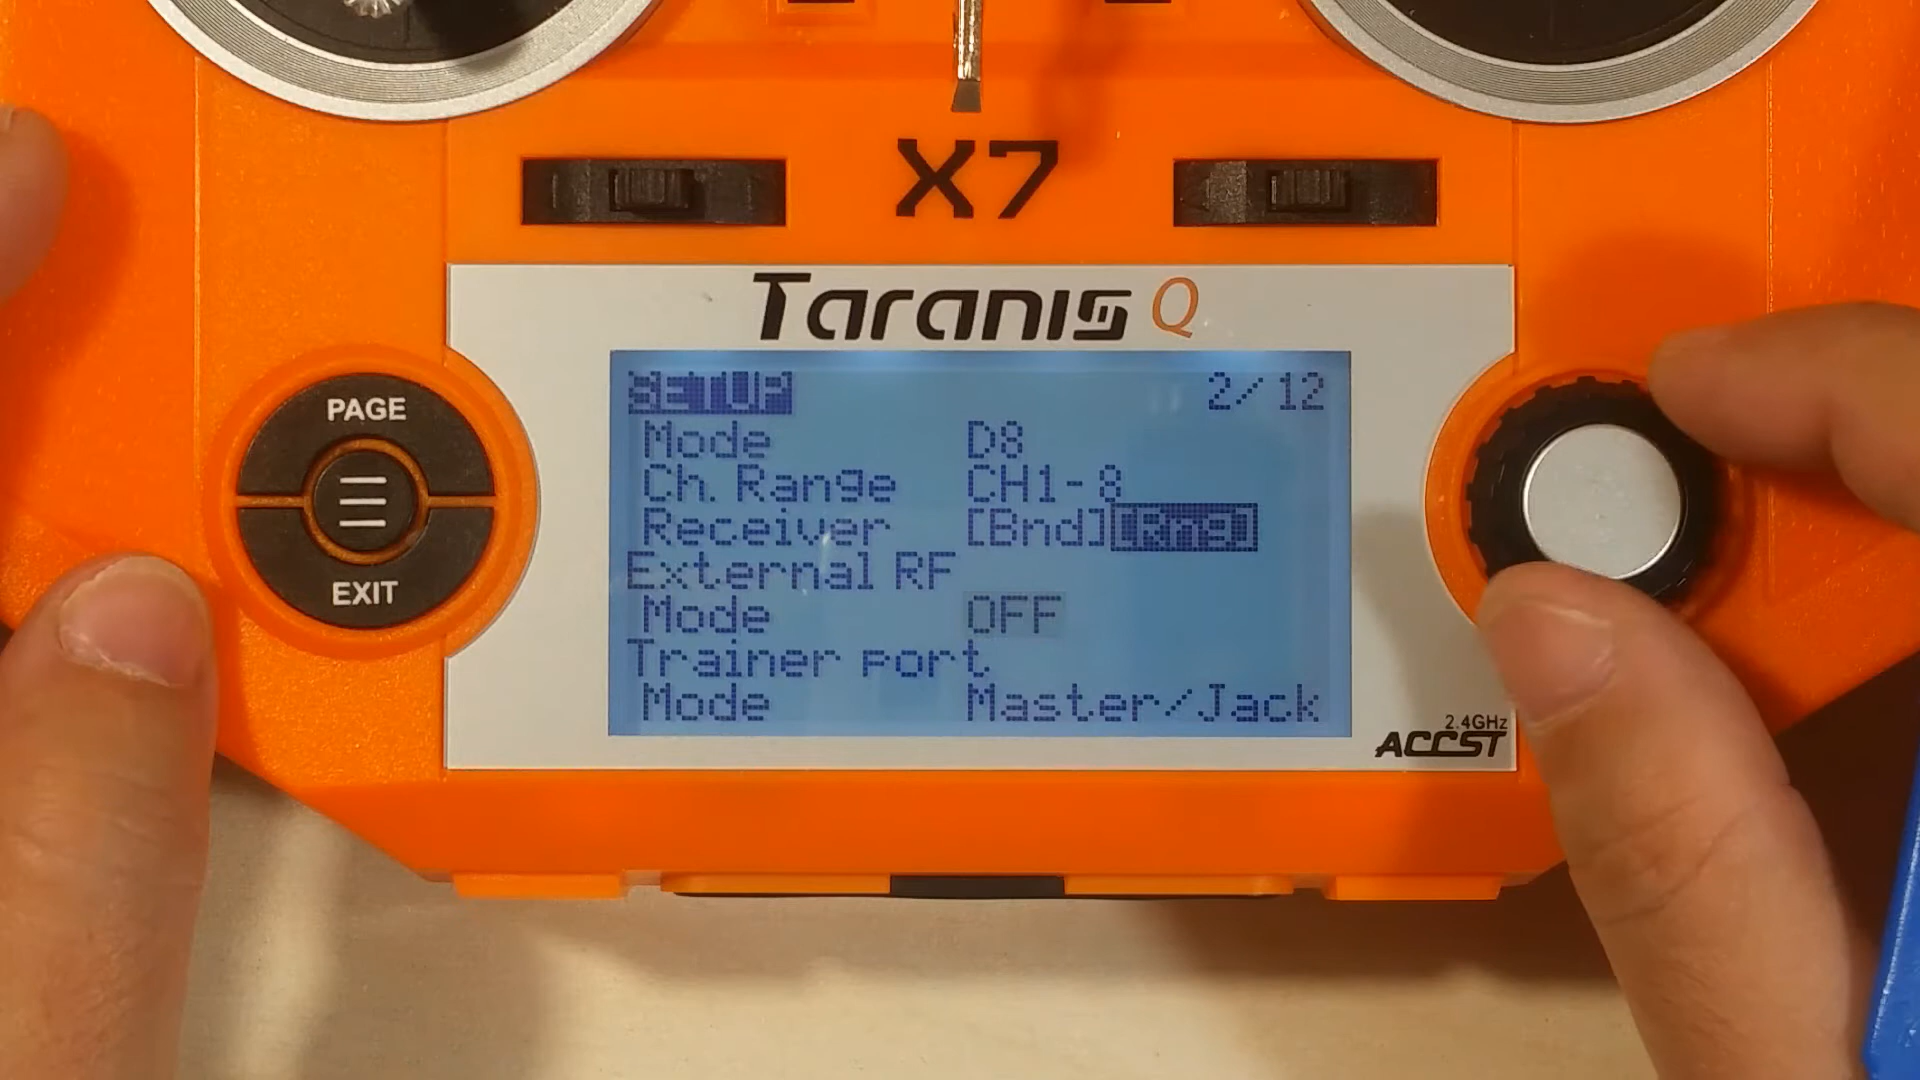 X7
Taranis Q
PAGE
EXIT
SETUP 2/12
Mode D8
Ch. Range CH1-8
Receiver [Bnd][Rng]
External RF
Mode OFF
Trainer port
Mode Master/Jack
2.4GHz
ACCST